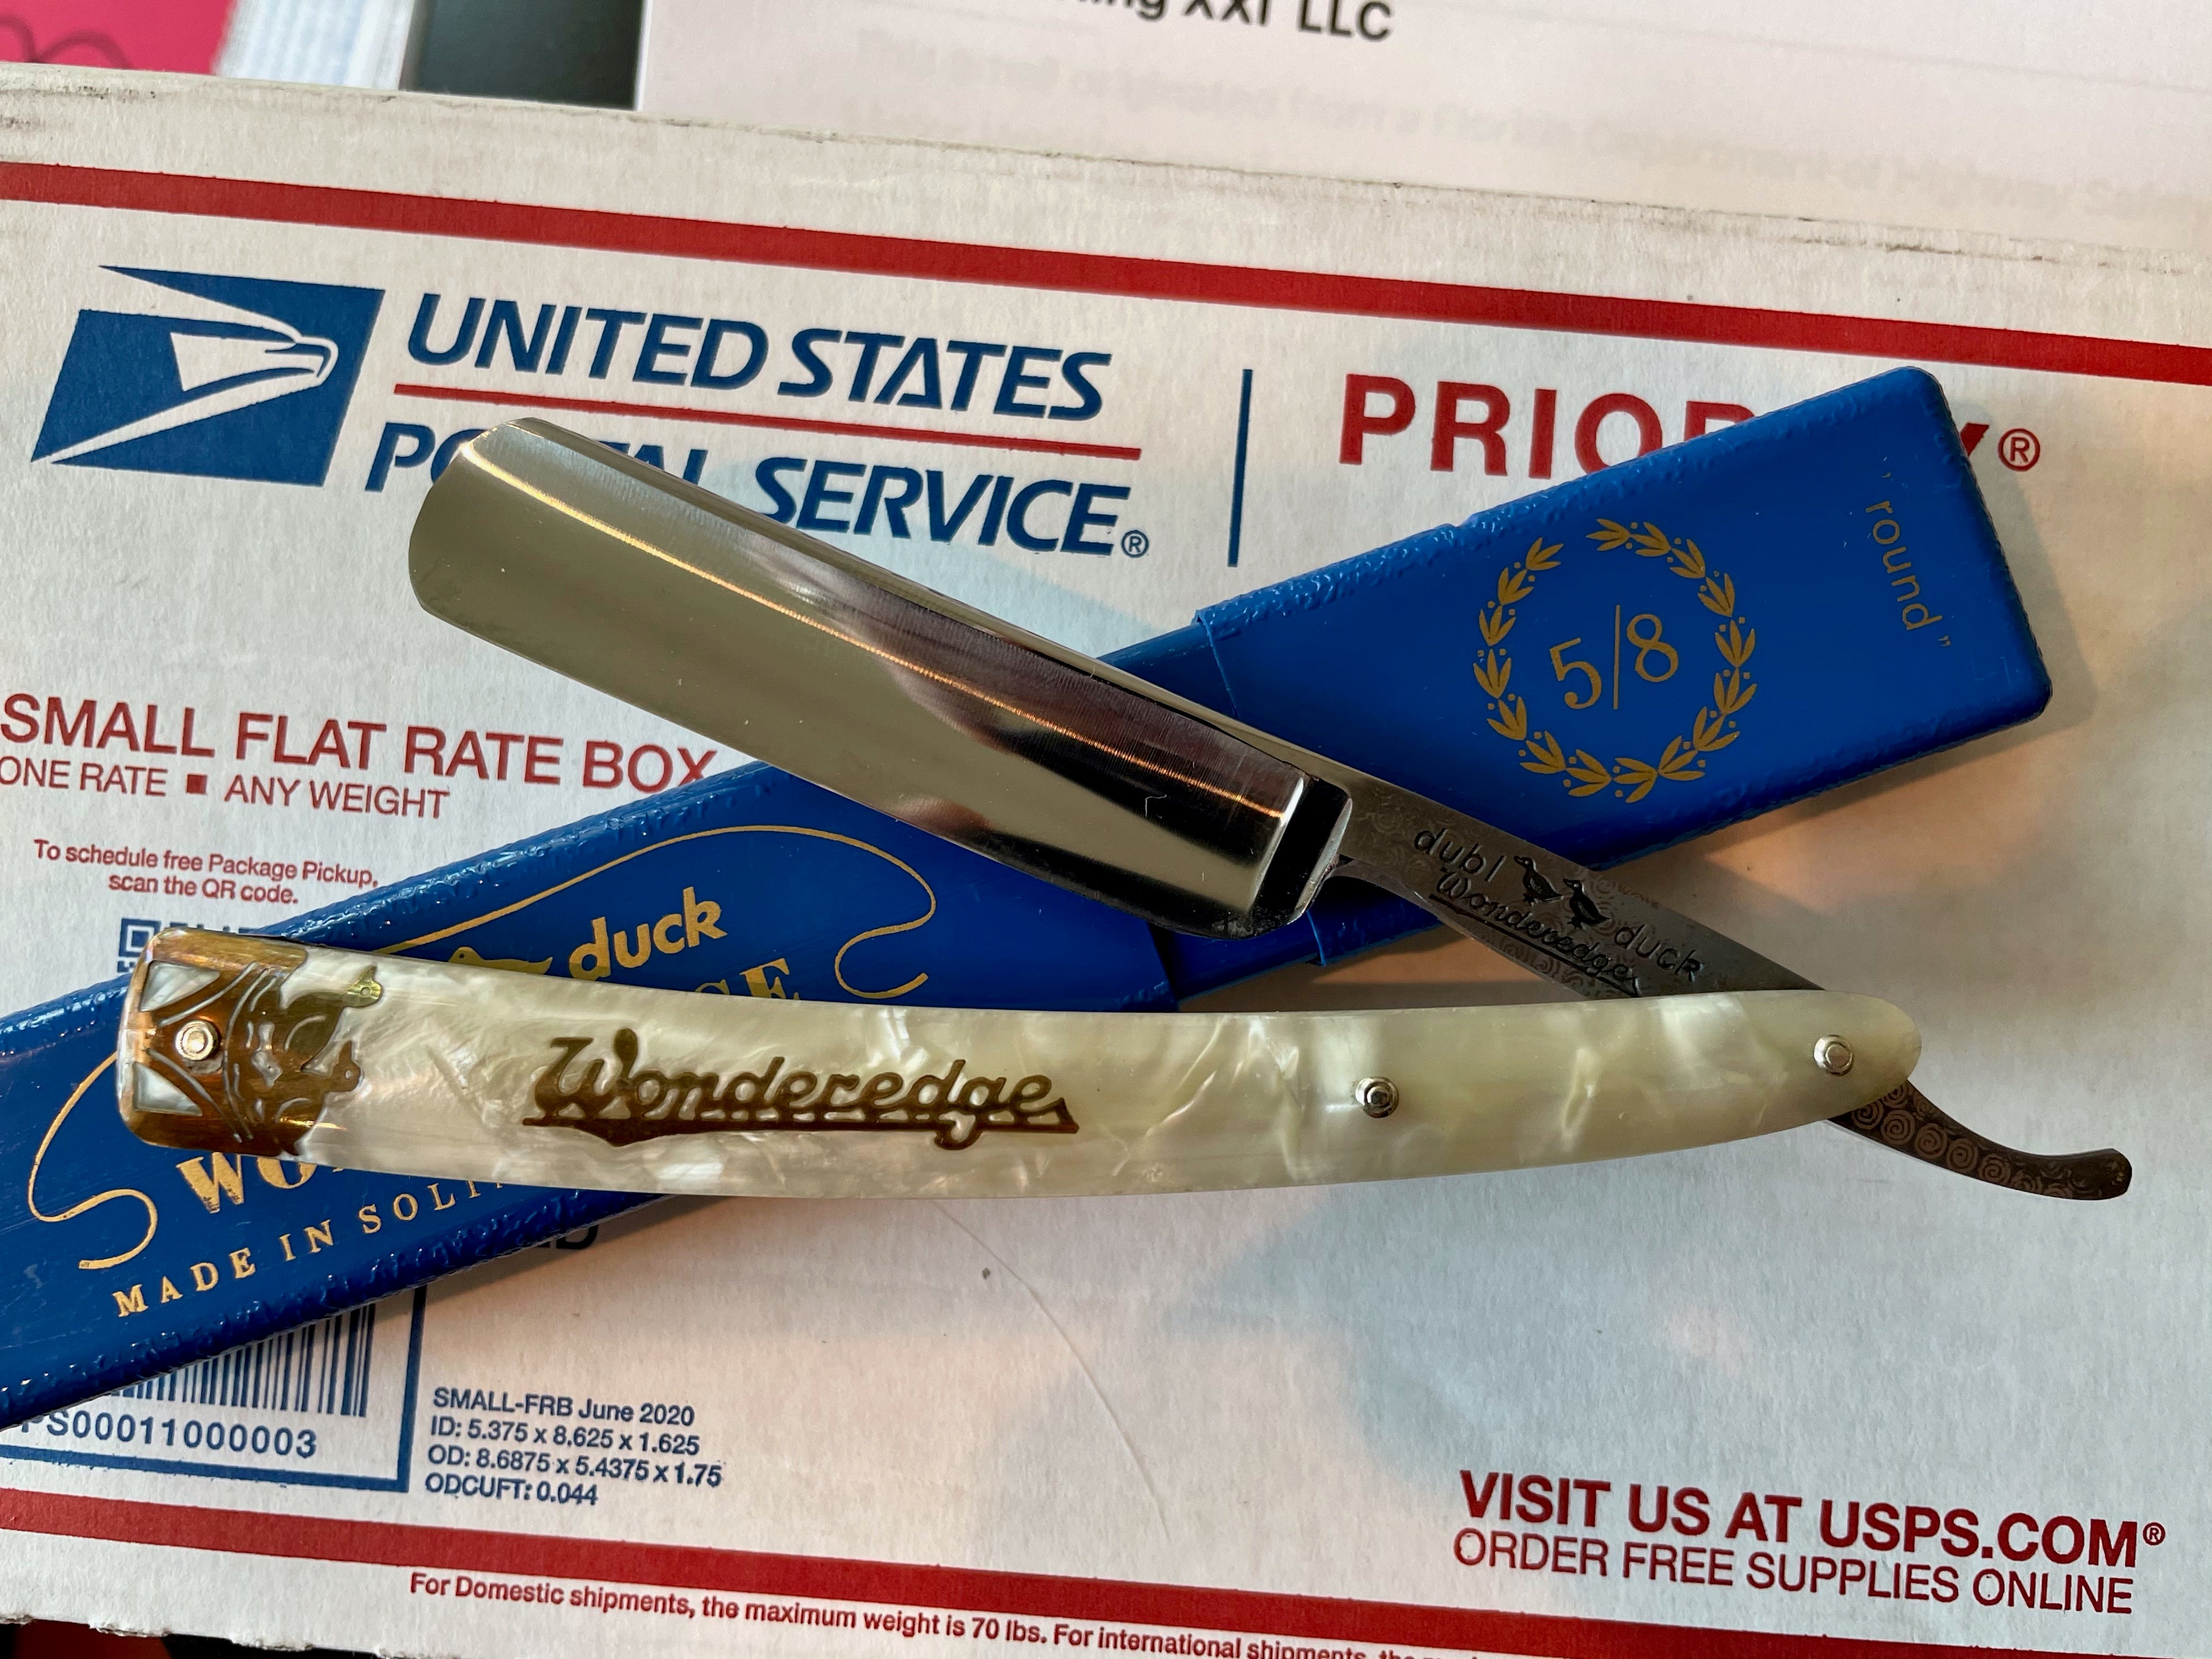 XXI LLC
UNITED STATES
POSTAL SERVICE®
PRIORITY®
SMALL FLAT RATE BOX
ONE RATE ■ ANY WEIGHT
To schedule free Package Pickup,
scan the QR code.
"round"
5/8
duck
MADE IN
dubl
duck
Wonderedge
Wonderedge
PS00011000003
SMALL-FRB June 2020
ID: 5.375 x 8.625 x 1.625
OD: 8.6875 x 5.4375 x 1.75
ODCUFT: 0.044
VISIT US AT USPS.COM®
ORDER FREE SUPPLIES ONLINE
For Domestic shipments, the maximum weight is 70 lbs. For international shipments, the